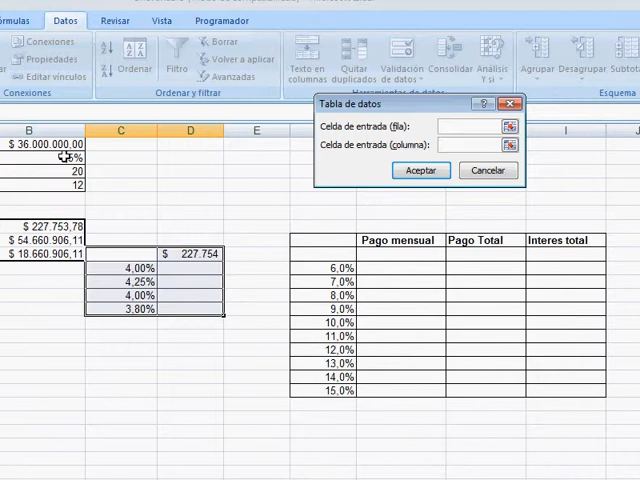 órmulas Datos Revisar Vista Programador
Conexiones
Propiedades
Editar vínculos
Conexiones
Ordenar
Filtro
Borrar
Volver a aplicar
Avanzadas
Ordenar y filtrar
Texto en columnas
Quitar duplicados
Validación de datos
Consolidar
Análisis Y si
Herramientas de datos
Agrupar
Desagrupar
Subtota
Esquema
Tabla de datos
Celda de entrada (fila):
Celda de entrada (columna):
Aceptar Cancelar
B C D E I J
$ 36.000.000,00
20
12
$ 227.753,78
$ 54.660.906,11
$ 18.660.906,11
$ 227.754
4,00%
4,25%
4,00%
3,80%
Pago mensual Pago Total Interes total
6,0%
7,0%
8,0%
9,0%
10,0%
11,0%
12,0%
13,0%
14,0%
15,0%